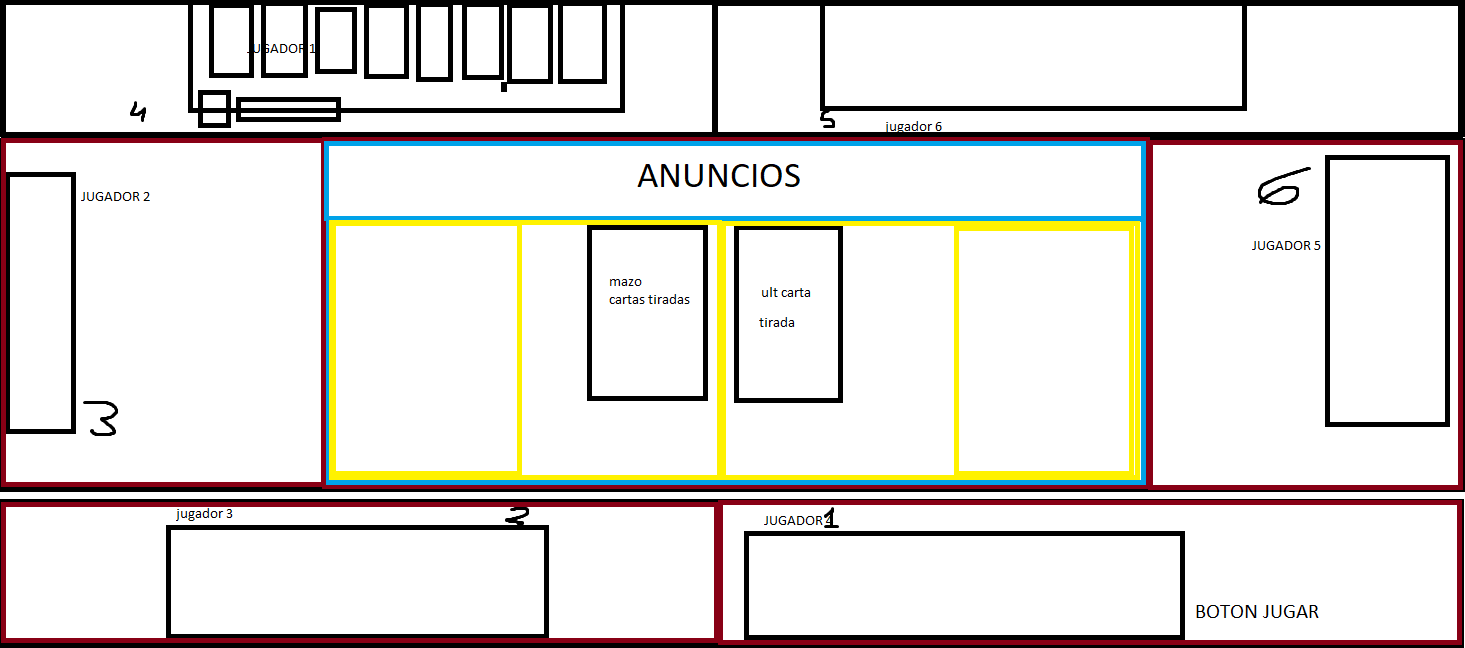 JUGADOR 1
4
5
jugador 6
ANUNCIOS
JUGADOR 2
6
JUGADOR 5
mazo
cartas tiradas
ult carta
tirada
3
jugador 3
2
JUGADOR
1
BOTON JUGAR